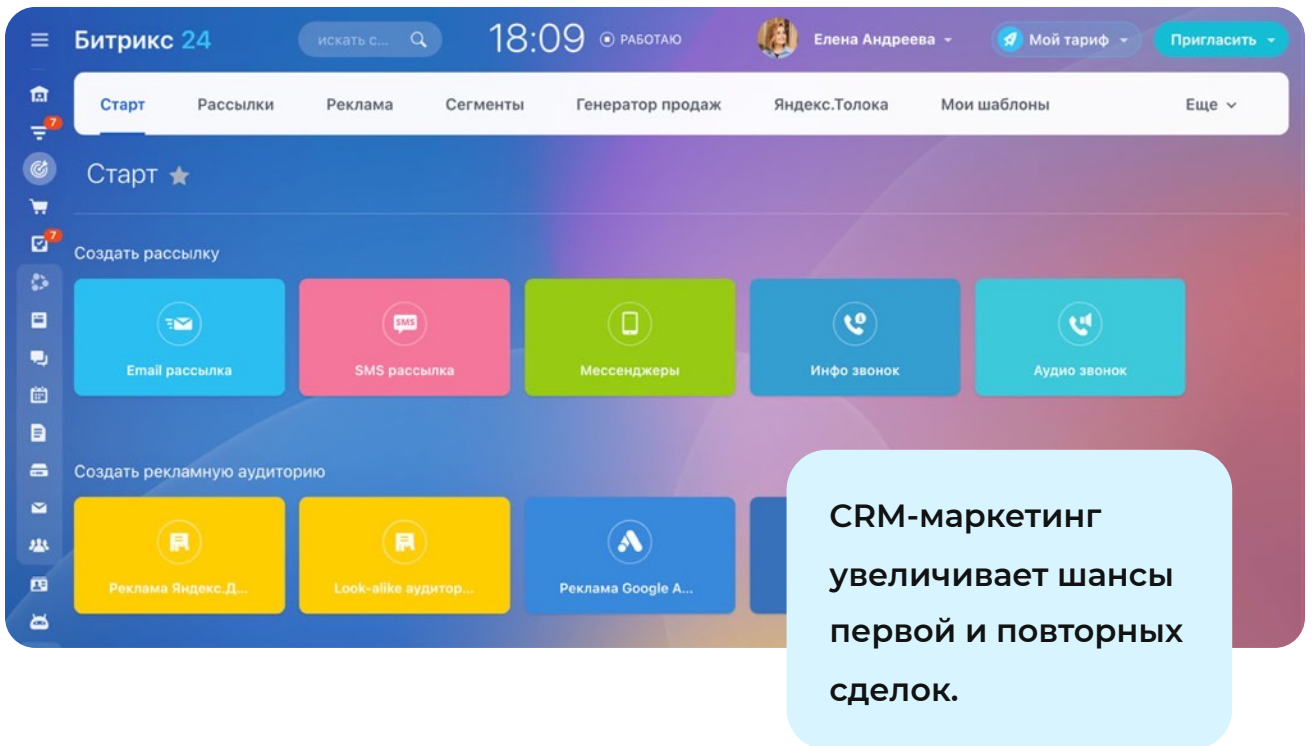 Битрикс 24
искать с...
18:09
РАБОТАЮ
Елена Андреева
Мой тариф
Пригласить
Старт
Рассылки
Реклама
Сегменты
Генератор продаж
Яндекс.Толока
Мои шаблоны
Еще
7
Старт
7
Создать рассылку
SMS
Email рассылка
SMS рассылка
Мессенджеры
Инфо звонок
Аудио звонок
Создать рекламную аудиторию
Реклама Яндекс.Д...
Look-alike аудитор...
Реклама Google A...
CRM-маркетинг
увеличивает шансы
первой и повторных
сделок.